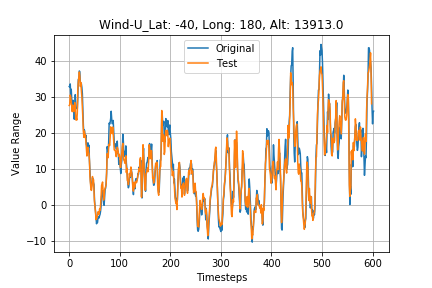 Wind-U_Lat: -40, Long: 180, Alt: 13913.0
Original
Test
Value Range
40
30
20
10
0
−10
0 100 200 300 400 500 600
Timesteps